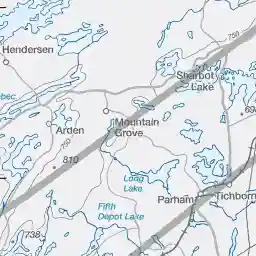 750
Hendersen
Sharbot
Lake
Mountain
Grove
Arden
810
Long
Lake
Parham
Tichborn
Fifth
Depot Lake
738